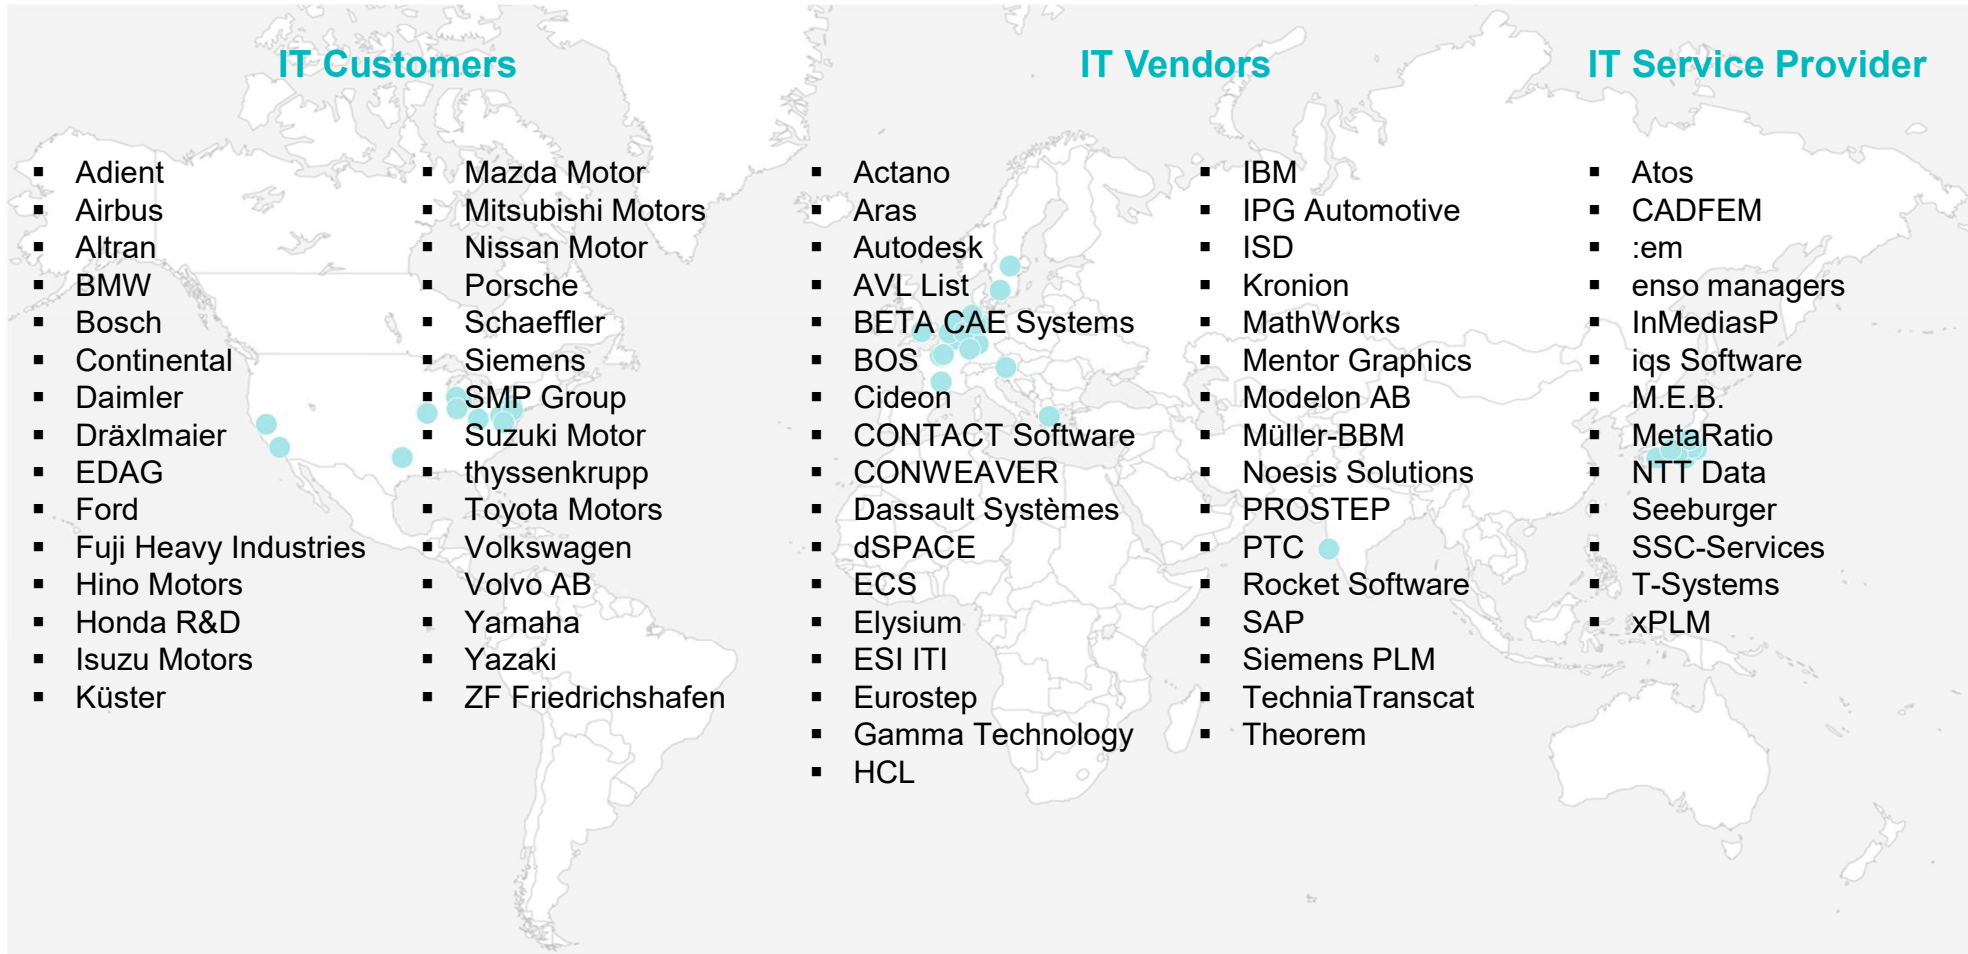 IT Customers
IT Vendors
IT Service Provider
▪ Adient
▪ Airbus
▪ Altran
▪ BMW
▪ Bosch
▪ Continental
▪ Daimler
▪ Dräxlmaier
▪ EDAG
▪ Ford
▪ Fuji Heavy Industries
▪ Hino Motors
▪ Honda R&D
▪ Isuzu Motors
▪ Küster
▪ Mazda Motor
▪ Mitsubishi Motors
▪ Nissan Motor
▪ Porsche
▪ Schaeffler
▪ Siemens
▪ SMP Group
▪ Suzuki Motor
▪ thyssenkrupp
▪ Toyota Motors
▪ Volkswagen
▪ Volvo AB
▪ Yamaha
▪ Yazaki
▪ ZF Friedrichshafen
▪ Actano
▪ Aras
▪ Autodesk
▪ AVL List
▪ BETA CAE Systems
▪ BOS
▪ Cideon
▪ CONTACT Software
▪ CONWEAVER
▪ Dassault Systèmes
▪ dSPACE
▪ ECS
▪ Elysium
▪ ESI ITI
▪ Eurostep
▪ Gamma Technology
▪ HCL
▪ IBM
▪ IPG Automotive
▪ ISD
▪ Kronion
▪ MathWorks
▪ Mentor Graphics
▪ Modelon AB
▪ Müller-BBM
▪ Noesis Solutions
▪ PROSTEP
▪ PTC
▪ Rocket Software
▪ SAP
▪ Siemens PLM
▪ TechniaTranscat
▪ Theorem
▪ Atos
▪ CADFEM
▪ :em
▪ enso managers
▪ InMediasP
▪ iqs Software
▪ M.E.B.
▪ MetaRatio
▪ NTT Data
▪ Seeburger
▪ SSC-Services
▪ T-Systems
▪ xPLM